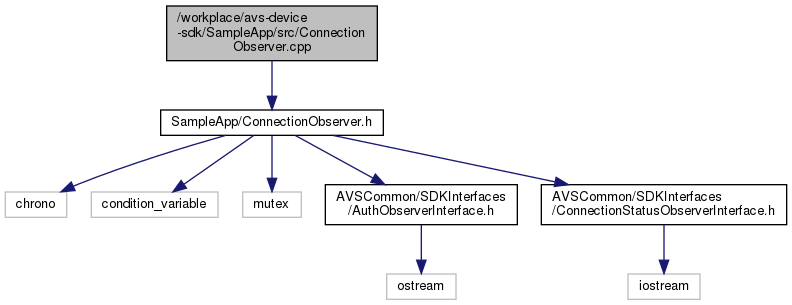 /workplace/avs-device
-sdk/SampleApp/src/Connection
Observer.cpp
SampleApp/ConnectionObserver.h
chrono
condition_variable
mutex
AVSCommon/SDKInterfaces
/AuthObserverInterface.h
AVSCommon/SDKInterfaces
/ConnectionStatusObserverInterface.h
ostream
iostream